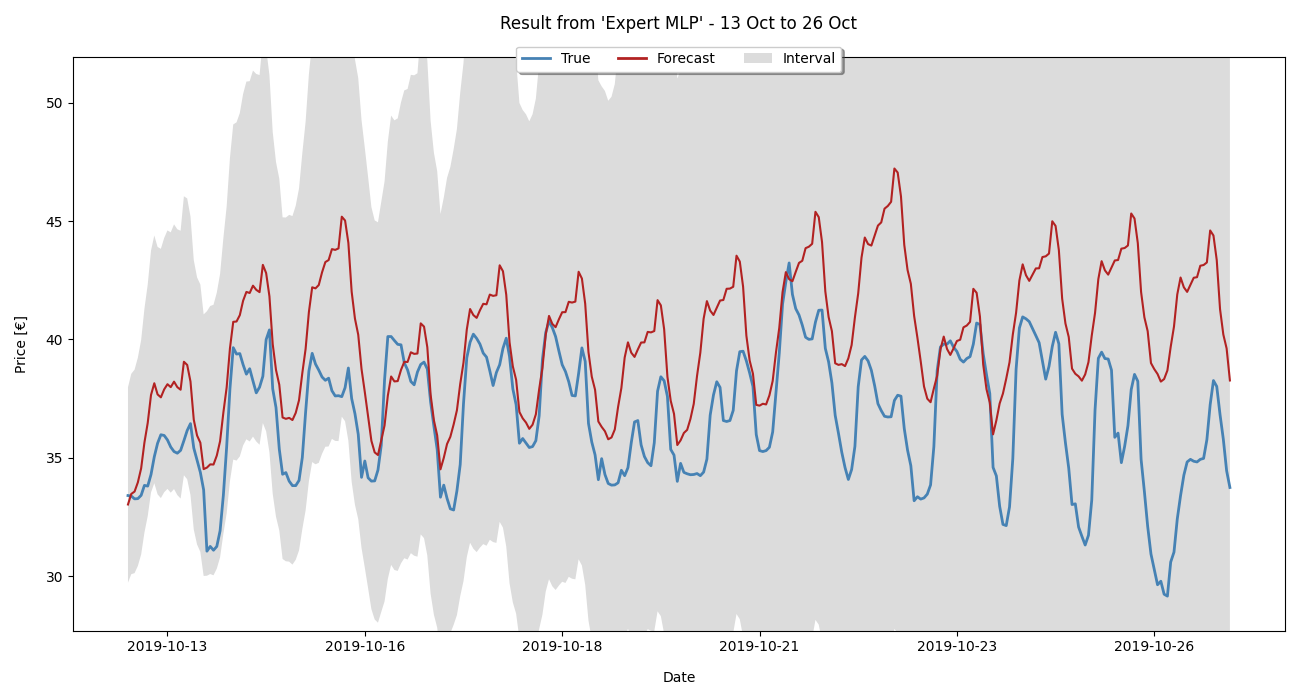 Result from 'Expert MLP' - 13 Oct to 26 Oct
True Forecast Interval
50
45
40
35
30
Price [€]
2019-10-13 2019-10-16 2019-10-18 2019-10-21 2019-10-23 2019-10-26
Date